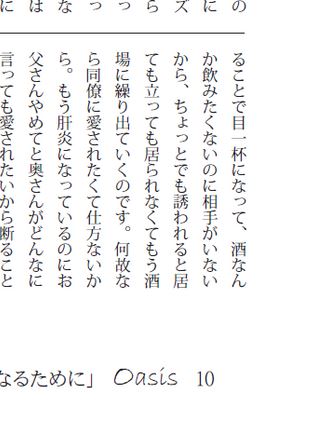 の
に
ズ
ら
っ
っ
な
は
に
ることで目一杯になって、酒なん
か飲みたくないのに相手がいない
から、ちょっとでも誘われると居
ても立っても居られなくてもう酒
場に繰り出ていくのです。何故な
ら同僚に愛されたくて仕方ないか
ら。もう肝炎になっているのにお
父さんやめてと奥さんがどんなに
言っても愛されたいから断ること
なるために」 Oasis 10